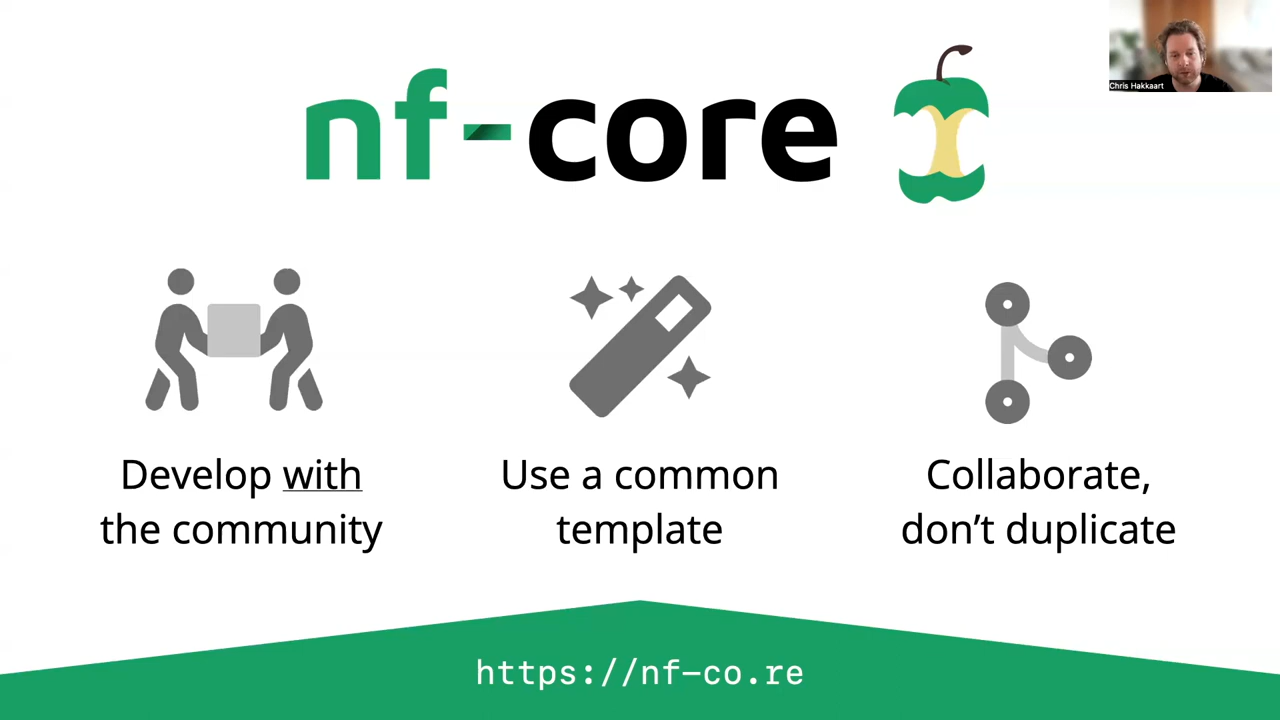 nf-core
Chris Hakkaart
Develop with
the community
Use a common
template
Collaborate,
don’t duplicate
https://nf-co.re